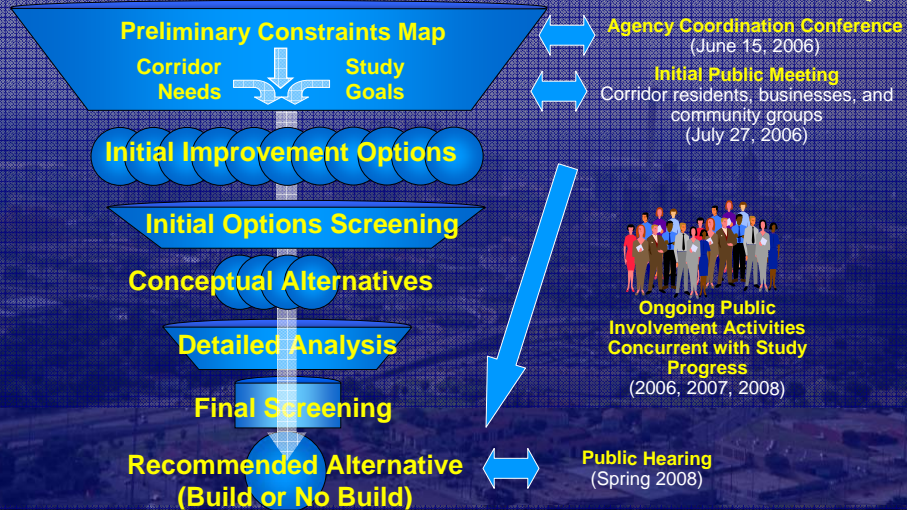 Preliminary Constraints Map
Corridor
Needs
Study
Goals
Initial Improvement Options
Initial Options Screening
Conceptual Alternatives
Detailed Analysis
Final Screening
Recommended Alternative
(Build or No Build)
Agency Coordination Conference
(June 15, 2006)
Initial Public Meeting
Corridor residents, businesses, and
community groups
(July 27, 2006)
Ongoing Public
Involvement Activities
Concurrent with Study
Progress
(2006, 2007, 2008)
Public Hearing
(Spring 2008)